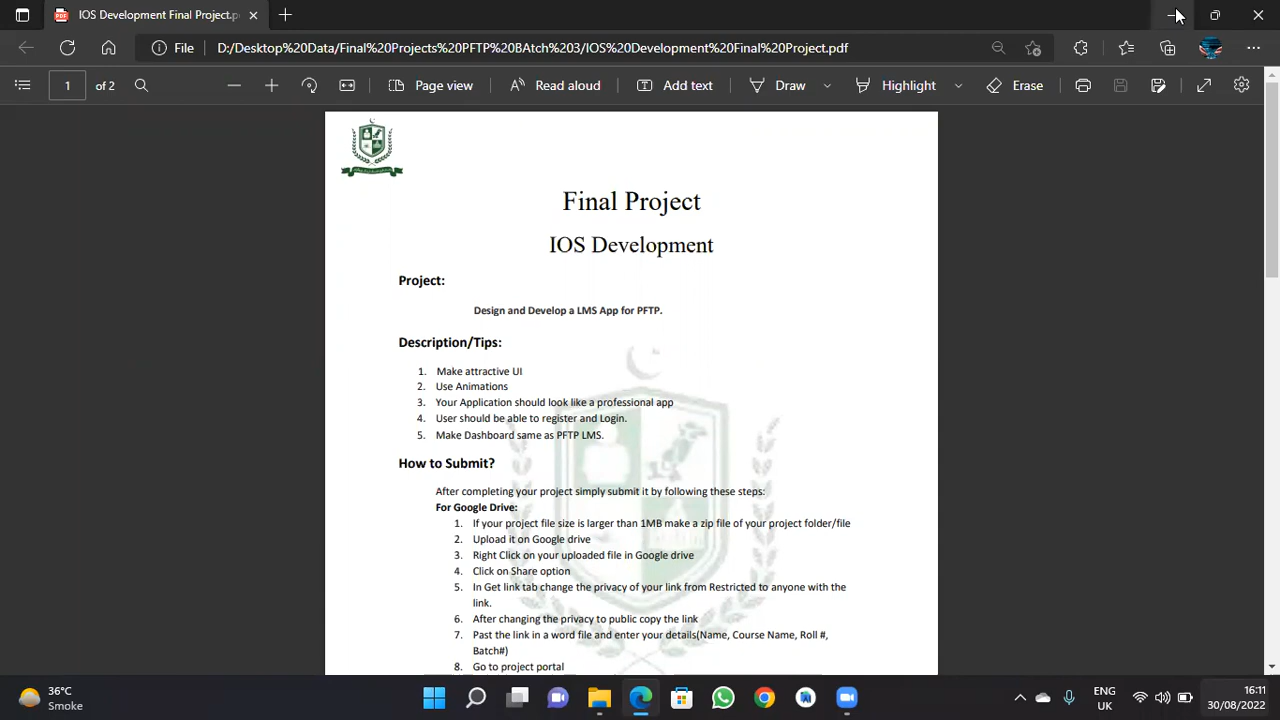 IOS Development Final Project.p
File
D:/Desktop%20Data/Final%20Projects%20PFTP%20BAtch%203/IOS%20Development%20Final%20Project.pdf
1 of 2
Page view
Read aloud
Add text
Draw
Highlight
Erase
Final Project
IOS Development
Project:
Design and Develop a LMS App for PFTP.
Description/Tips:
1. Make attractive UI
2. Use Animations
3. Your Application should look like a professional app
4. User should be able to register and Login.
5. Make Dashboard same as PFTP LMS.
How to Submit?
After completing your project simply submit it by following these steps:
For Google Drive:
1. If your project file size is larger than 1MB make a zip file of your project folder/file
2. Upload it on Google drive
3. Right Click on your uploaded file in Google drive
4. Click on Share option
5. In Get link tab change the privacy of your link from Restricted to anyone with the
link.
6. After changing the privacy to public copy the link
7. Past the link in a word file and enter your details(Name, Course Name, Roll #,
Batch#)
8. Go to project portal
36°C
Smoke
ENG
UK
16:11
30/08/2022